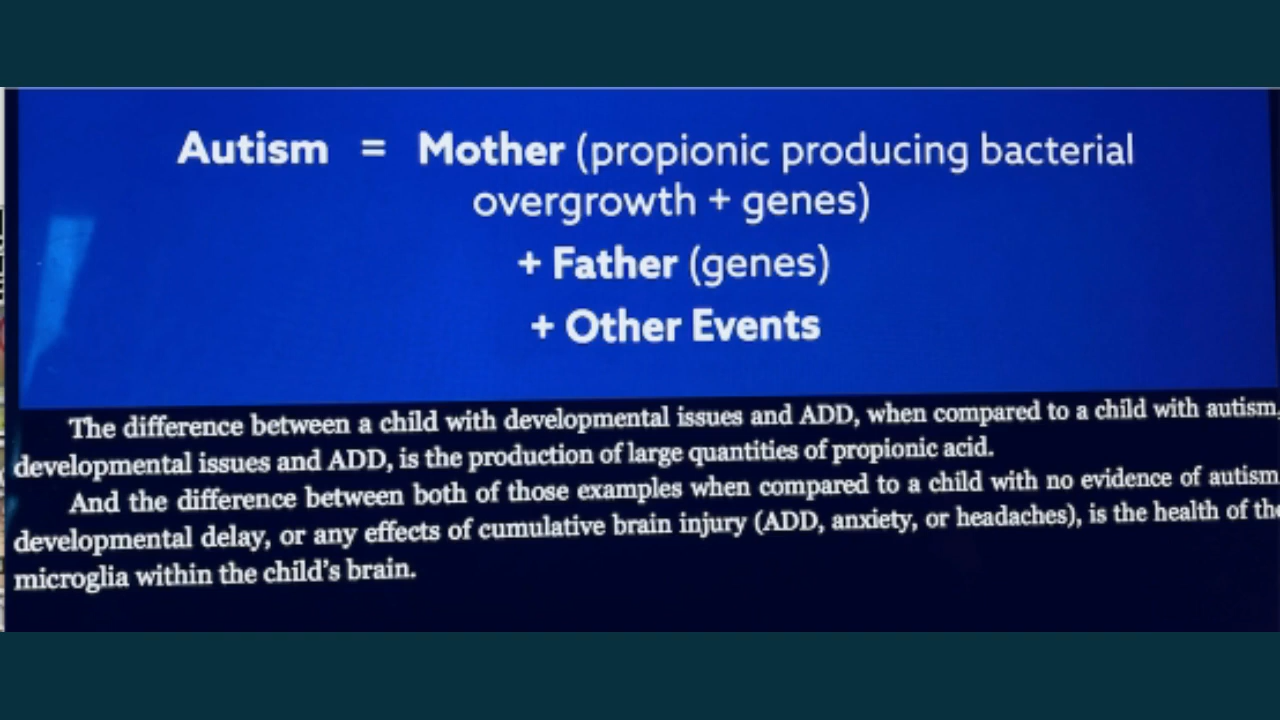 Autism = Mother (propionic producing bacterial
overgrowth + genes)
+ Father (genes)
+ Other Events
The difference between a child with developmental issues and ADD, when compared to a child with autism,
developmental issues and ADD, is the production of large quantities of propionic acid.
And the difference between both of those examples when compared to a child with no evidence of autism,
developmental delay, or any effects of cumulative brain injury (ADD, anxiety, or headaches), is the health of the
microglia within the child’s brain.